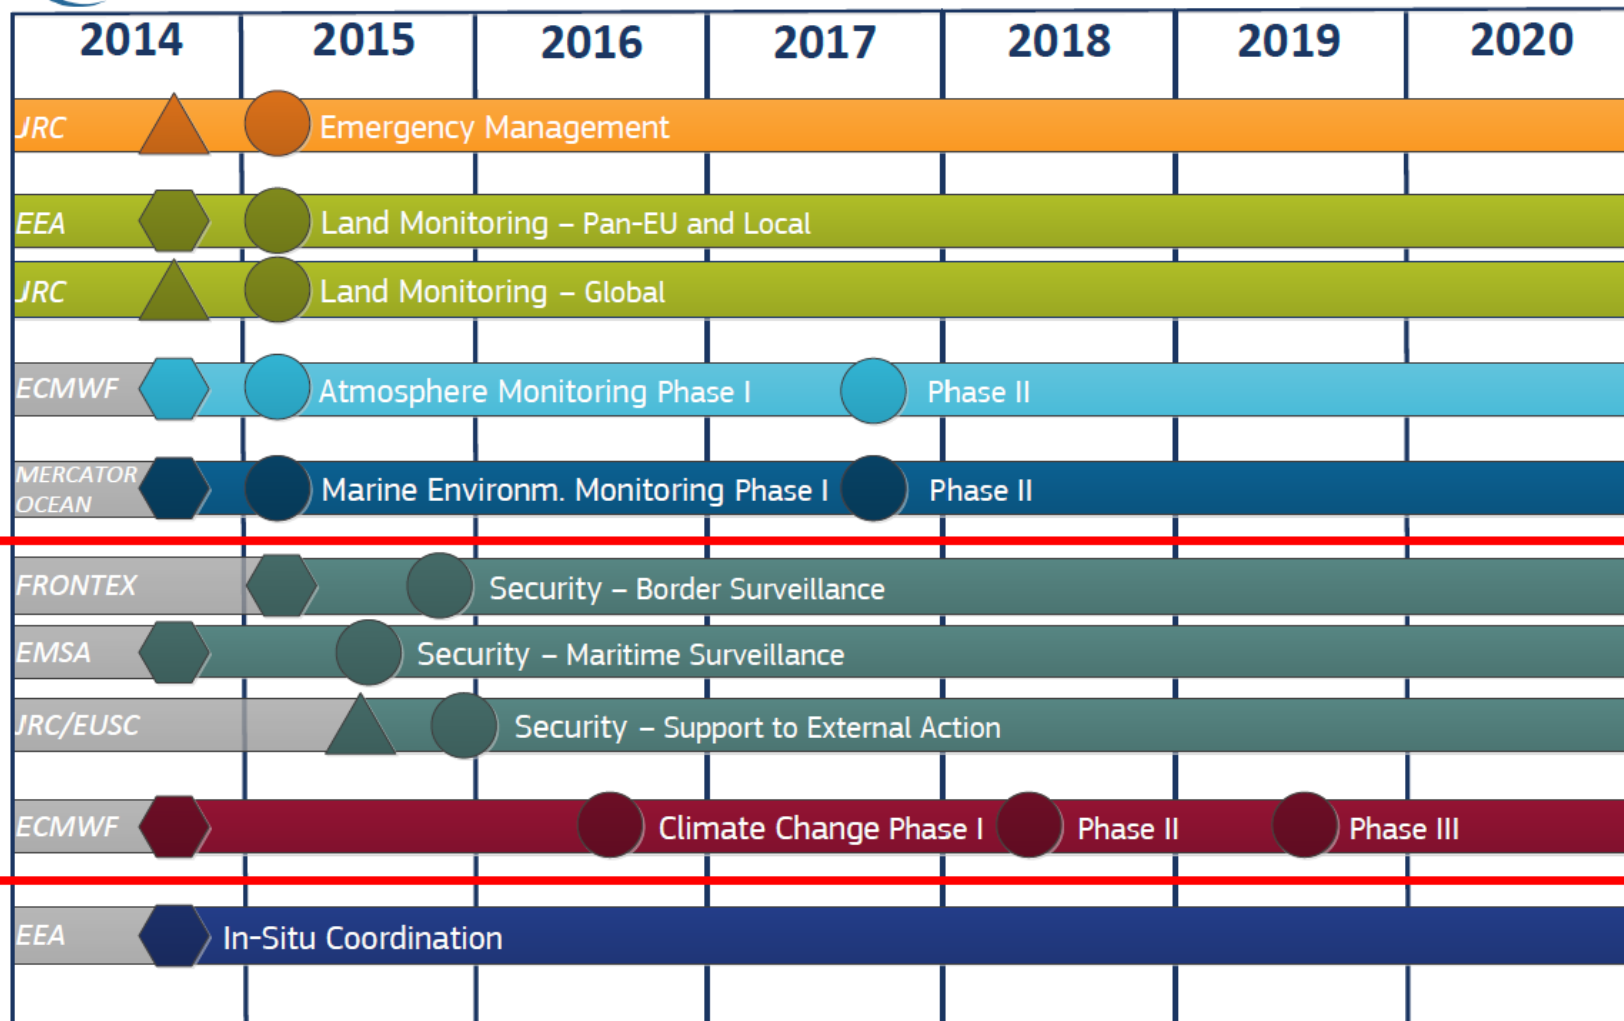 2014 2015 2016 2017 2018 2019 2020
JRC Emergency Management
EEA Land Monitoring – Pan-EU and Local
JRC Land Monitoring – Global
ECMWF Atmosphere Monitoring Phase I Phase II
MERCATOR
OCEAN Marine Environm. Monitoring Phase I Phase II
FRONTEX Security – Border Surveillance
EMSA Security – Maritime Surveillance
JRC/EUSC Security – Support to External Action
ECMWF Climate Change Phase I Phase II Phase III
EEA In-Situ Coordination